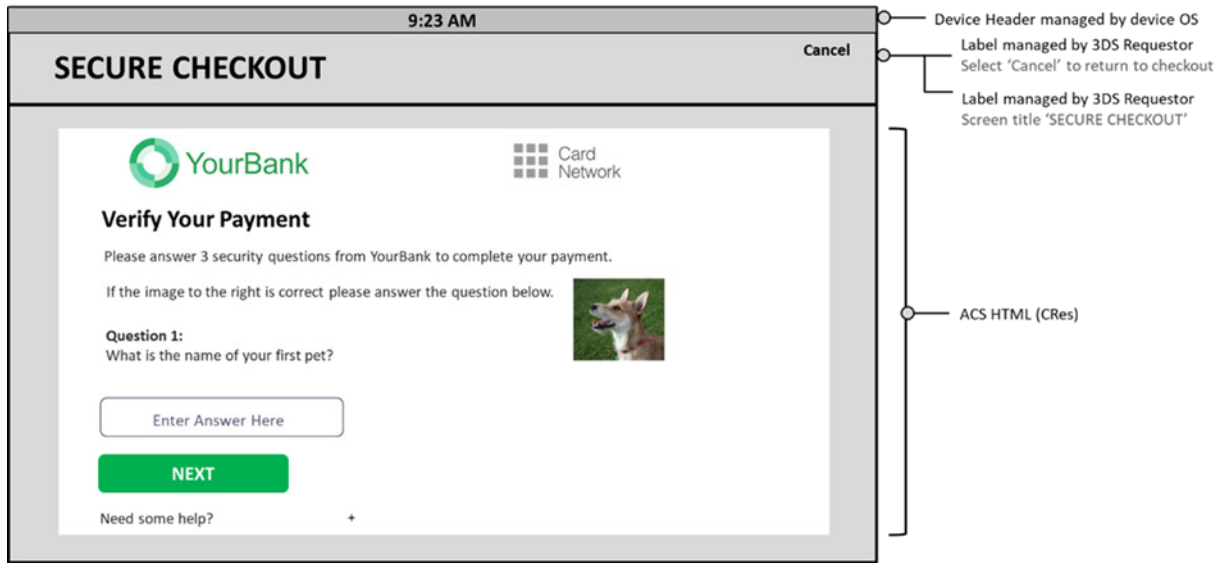 9:23 AM
Device Header managed by device OS
SECURE CHECKOUT
Cancel
Label managed by 3DS Requestor
Select ‘Cancel’ to return to checkout
Label managed by 3DS Requestor
Screen title ‘SECURE CHECKOUT’
YourBank
Card
Network
Verify Your Payment
Please answer 3 security questions from YourBank to complete your payment.
If the image to the right is correct please answer the question below.
Question 1:
What is the name of your first pet?
Enter Answer Here
NEXT
Need some help? +
ACS HTML (CRes)